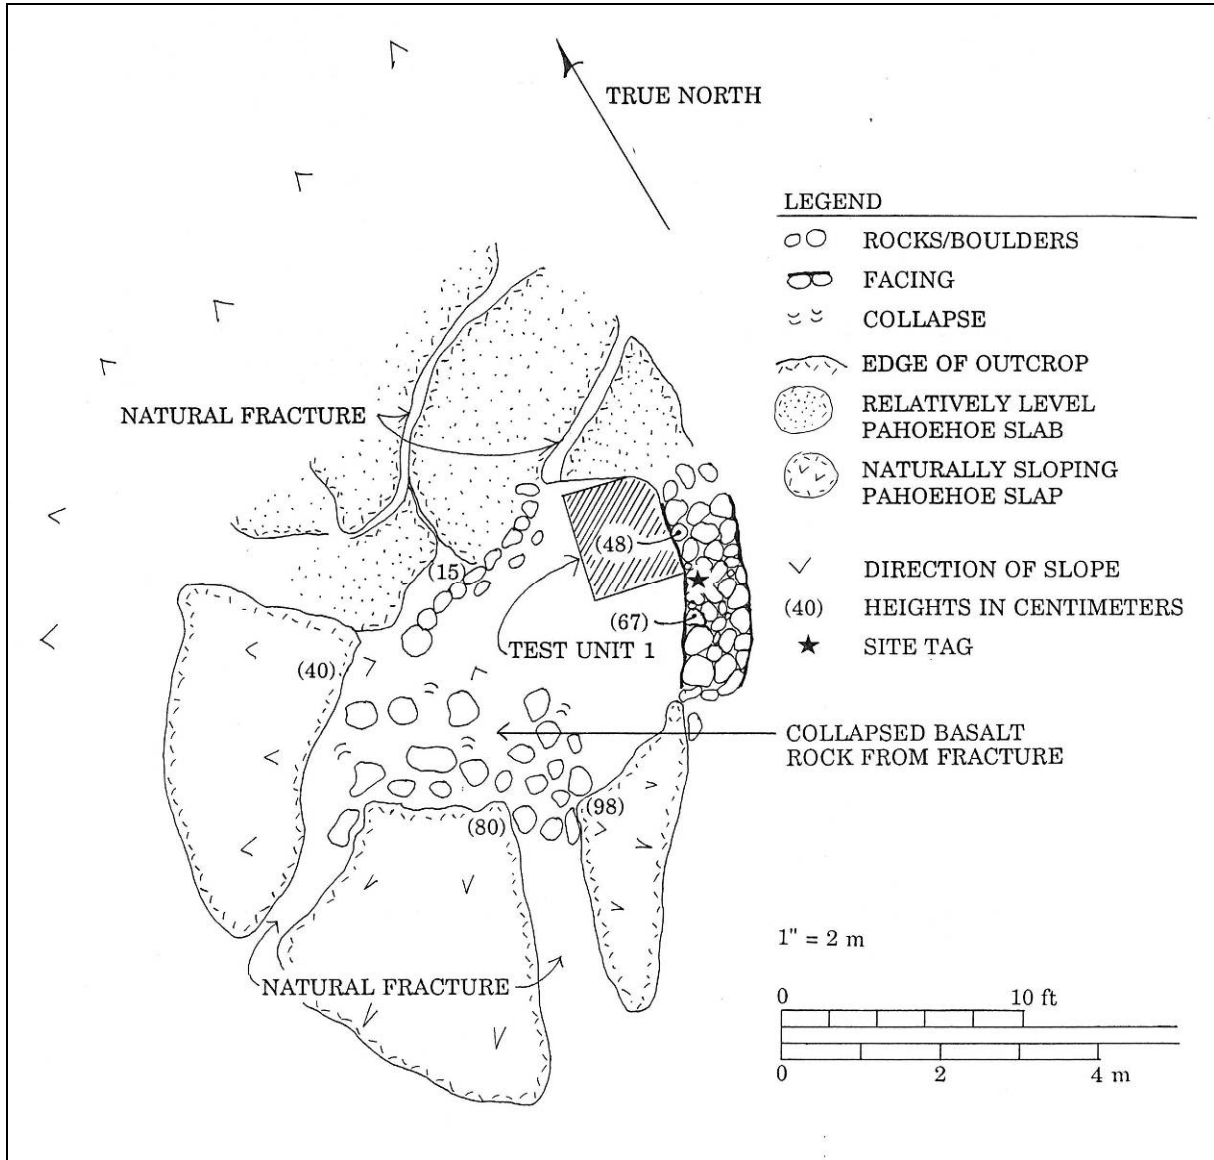 TRUE NORTH
LEGEND
ROCKS/BOULDERS
FACING
COLLAPSE
EDGE OF OUTCROP
RELATIVELY LEVEL
PAHOEHOE SLAB
NATURALLY SLOPING
PAHOEHOE SLAP
DIRECTION OF SLOPE
(40) HEIGHTS IN CENTIMETERS
SITE TAG
NATURAL FRACTURE
(48)
(15)
(67)
TEST UNIT 1
(40)
COLLAPSED BASALT
ROCK FROM FRACTURE
(98)
(80)
NATURAL FRACTURE
1" = 2 m
0 10 ft
0 2 4 m